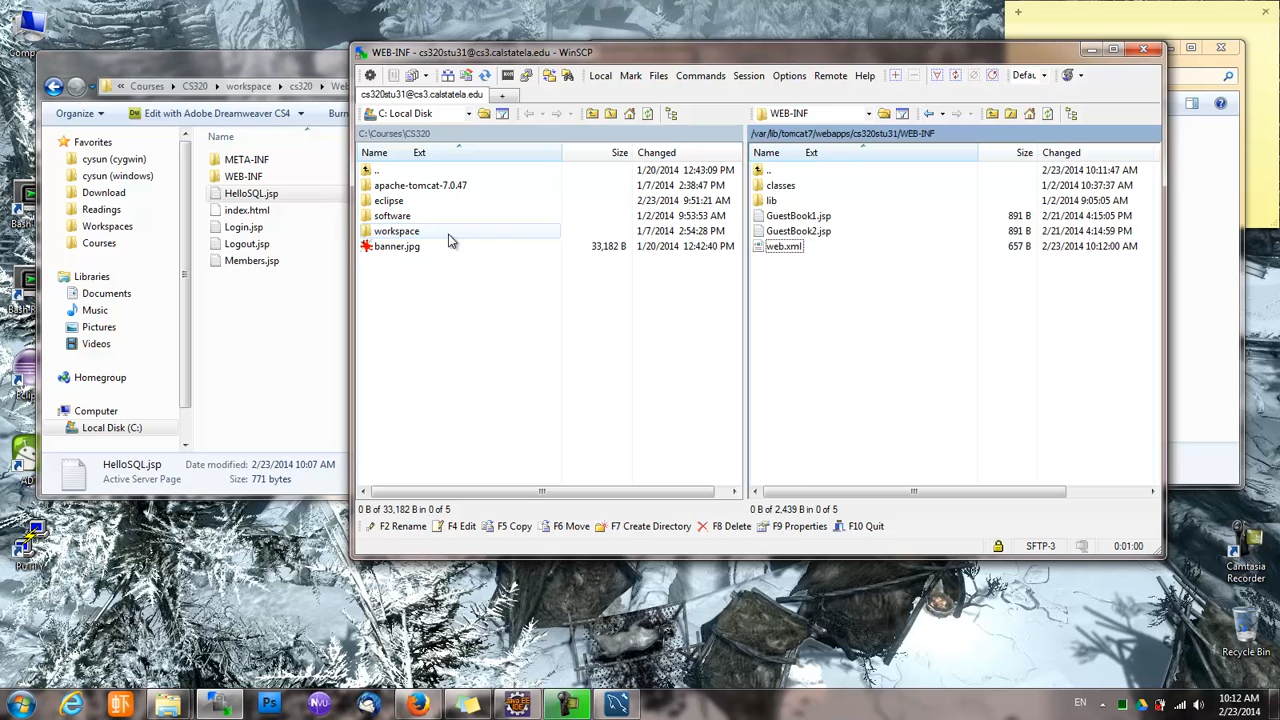 Comp
WEB-INF - cs320stu31@cs3.calstatela.edu - WinSCP
Courses CS320 workspace cs320 Web
Local Mark Files Commands Session Options Remote Help Defau
cs320stu31@cs3.calstatela.edu
Organize Edit with Adobe Dreamweaver CS4
C: Local Disk WEB-INF
C:\Courses\CS320 /var/lib/tomcat7/webapps/cs320stu31/WEB-INF
Name Ext Size Changed Name Ext Size Changed
.. 1/20/2014 12:43:09 PM .. 2/23/2014 10:11:47 AM
apache-tomcat-7.0.47 1/7/2014 2:38:47 PM classes 1/2/2014 10:37:37 AM
eclipse 2/23/2014 9:51:21 AM lib 1/2/2014 9:05:05 AM
software 1/2/2014 9:53:53 AM GuestBook1.jsp 891 B 2/21/2014 4:15:05 PM
workspace 1/7/2014 2:54:28 PM GuestBook2.jsp 891 B 2/21/2014 4:14:59 PM
banner.jpg 33,182 B 1/20/2014 12:42:40 PM web.xml 657 B 2/23/2014 10:12:00 AM
Favorites Name
cysun (cygwin) META-INF
cysun (windows) WEB-INF
Download HelloSQL.jsp
Readings index.html
Workspaces Login.jsp
Courses Logout.jsp
Members.jsp
Libraries
Documents
Music
Pictures
Videos
Homegroup
Computer
Local Disk (C:)
HelloSQL.jsp Date modified: 2/23/2014 10:07 AM
Active Server Page Size: 771 bytes
0 B of 33,182 B in 0 of 5 0 B of 2,439 B in 0 of 5
F2 Rename F4 Edit F5 Copy F6 Move F7 Create Directory F8 Delete F9 Properties F10 Quit
SFTP-3 0:01:00
Bash
Bash
Ecli
AD
PuTTY
Camtasia
Recorder
Recycle Bin
Ps
EN
10:12 AM
2/23/2014